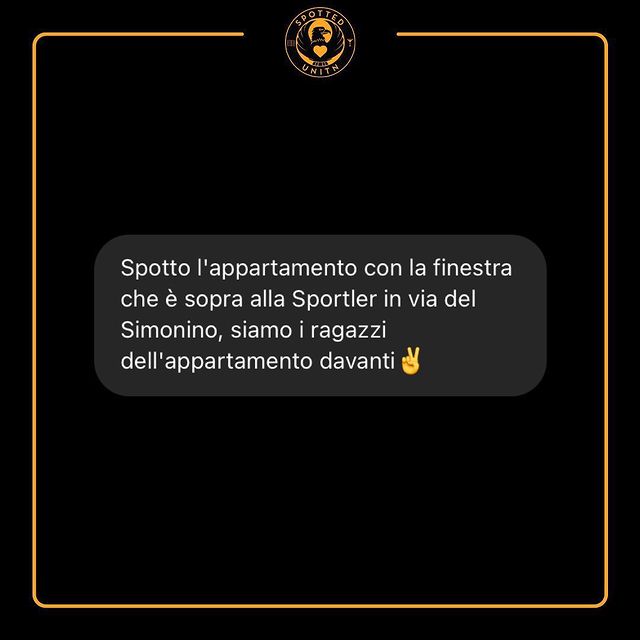 SPOTTED
UNITN
Spotto l'appartamento con la finestra
che è sopra alla Sportler in via del
Simonino, siamo i ragazzi
dell'appartamento davanti✌️